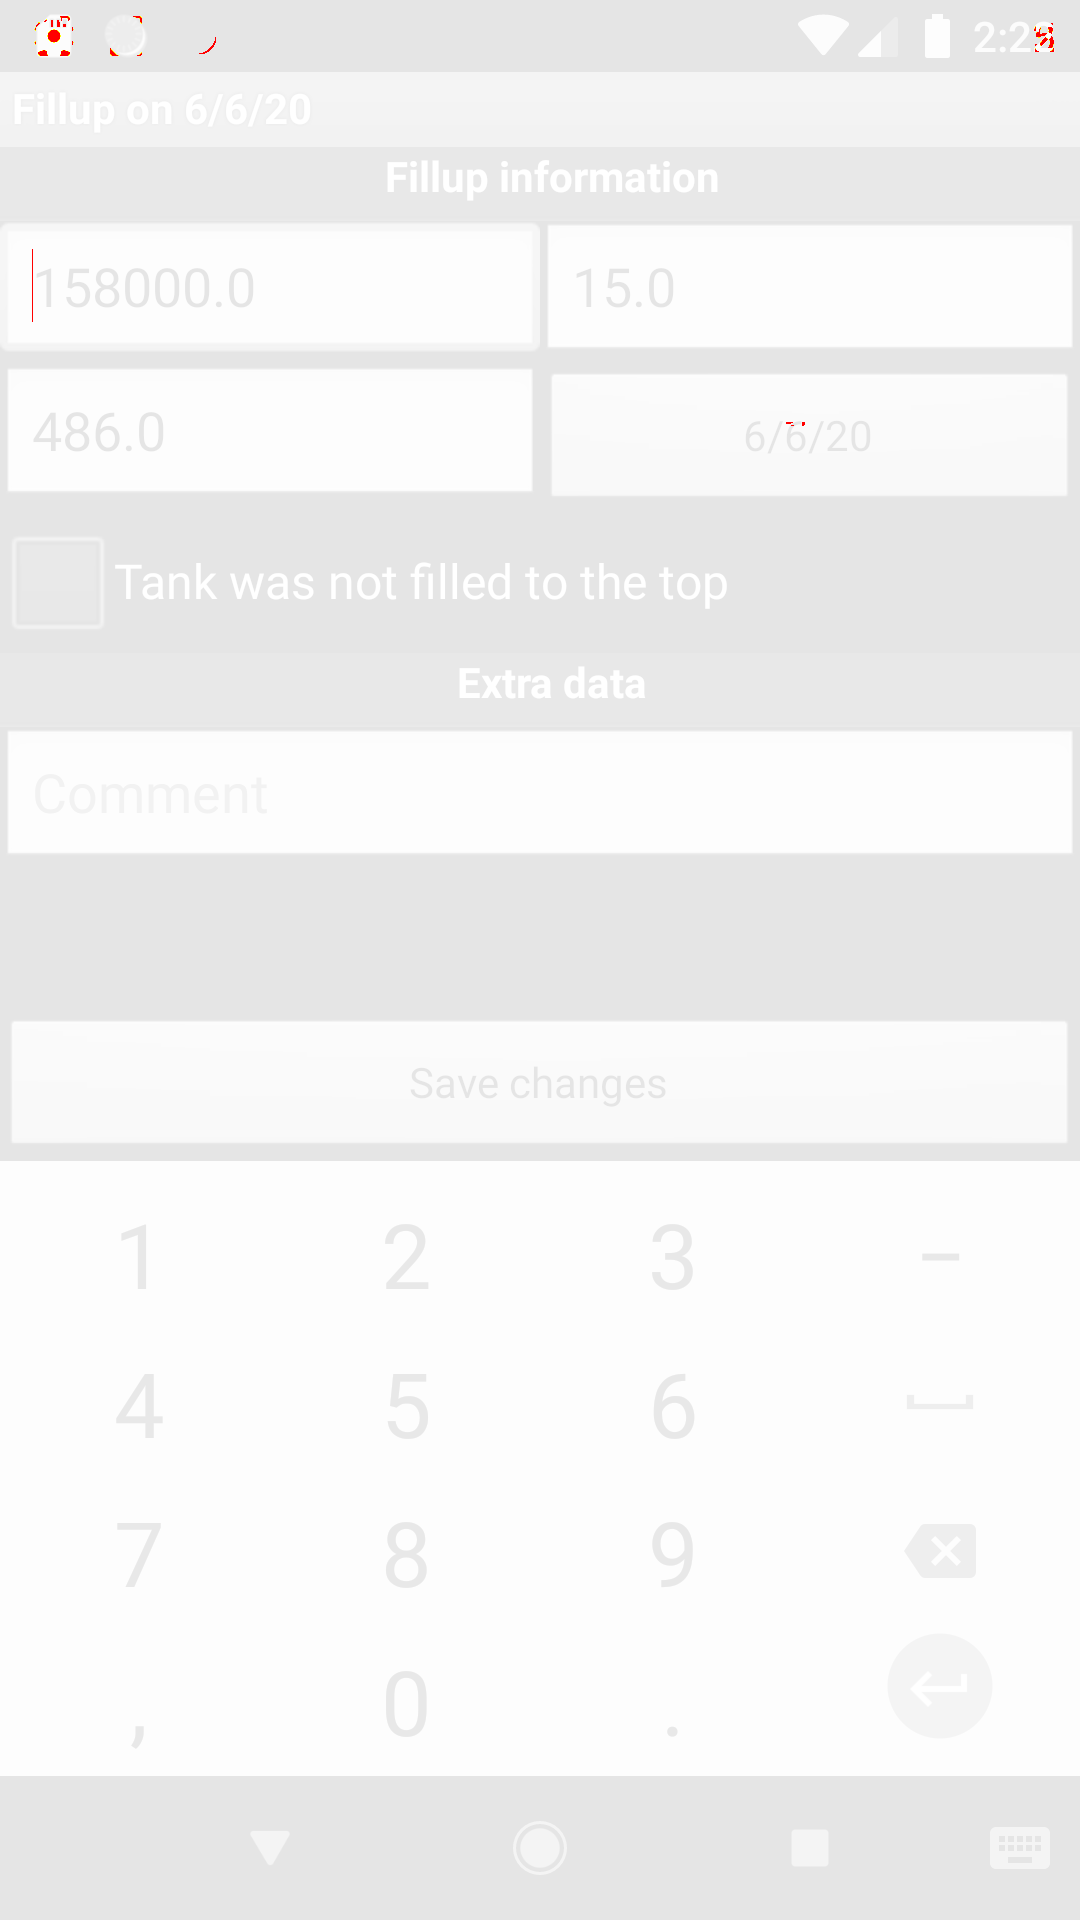 2:2
Fillup on 6/6/20
Fillup information
158000.0 15.0
486.0 6/6/20
Tank was not filled to the top
Extra data
Comment
Save changes
1 2 3 –
4 5 6
7 8 9
, 0 .